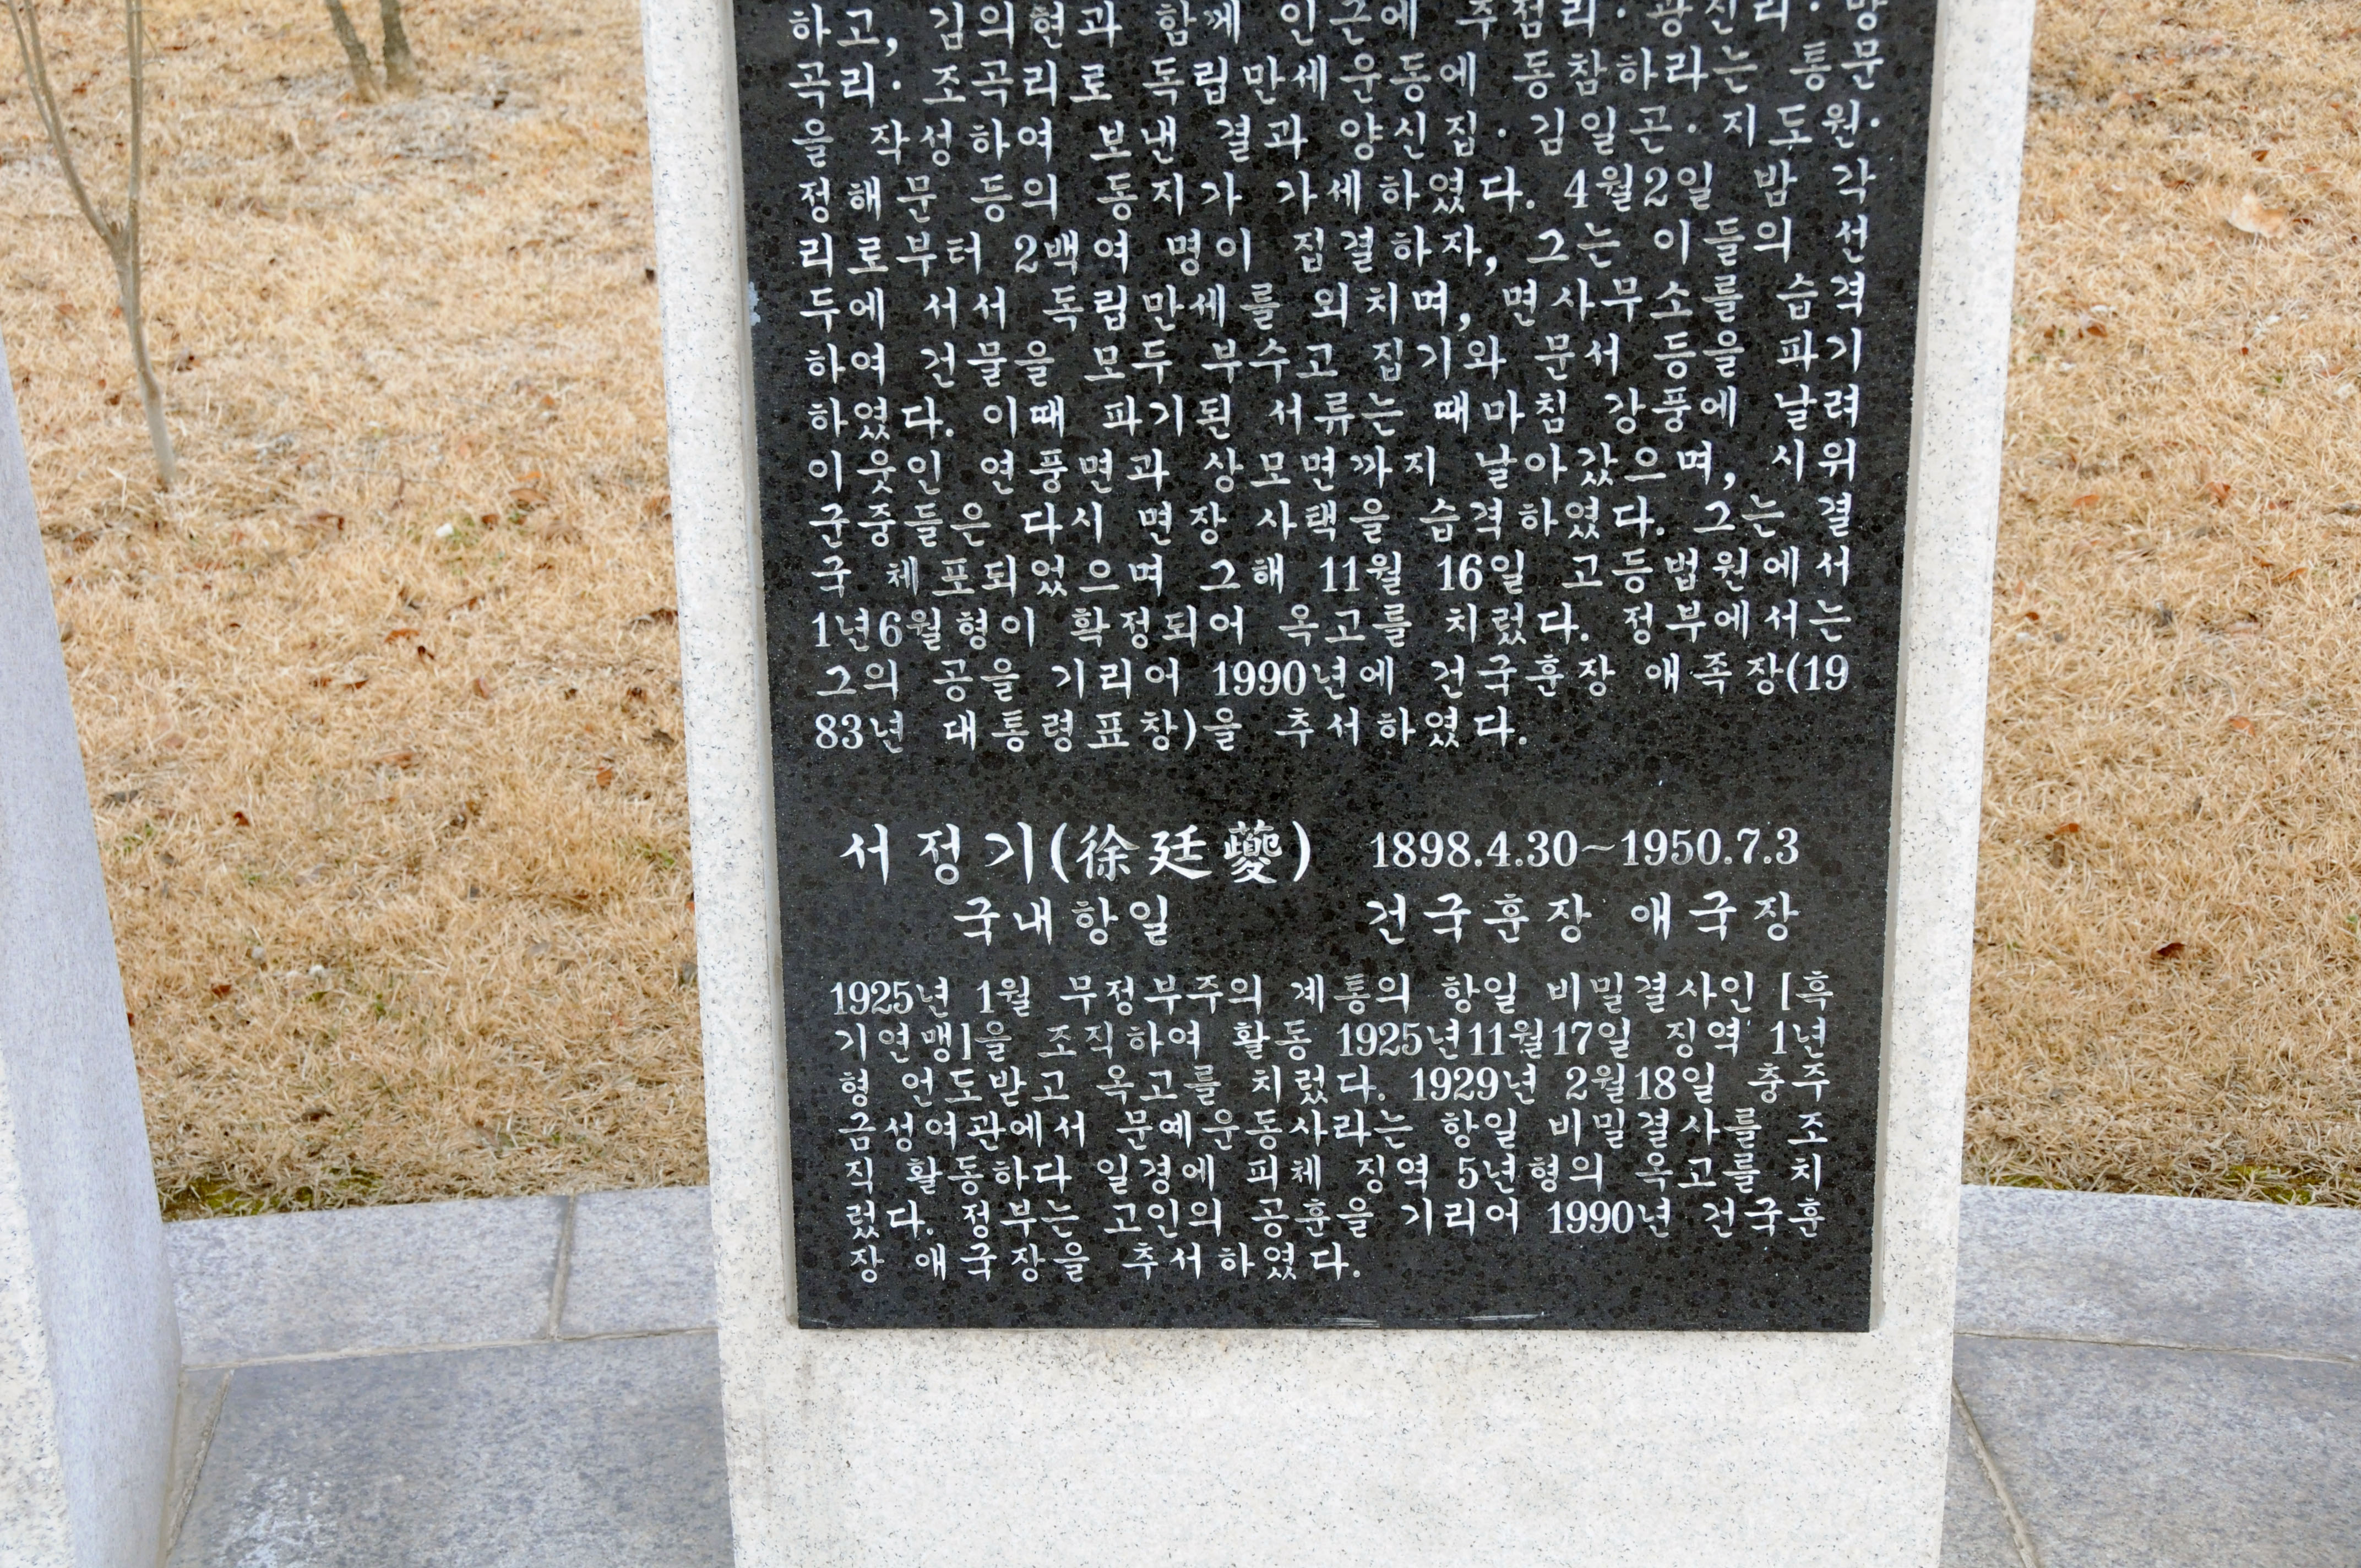 하고, 김의현과 함께 인근에 추점리·광진리·망
곡리·조곡리로 독립만세운동에 동참하라는 통문
을 작성하여 보낸 결과 양신집·김일곤·지도원·
정해문 등의 동지가 가세하였다. 4월2일 밤 각
리로부터 2백여 명이 집결하자, 그는 이들의 선
두에 서서 독립만세를 외치며, 면사무소를 습격
하여 건물을 모두 부수고 집기와 문서 등을 파기
하였다. 이때 파기된 서류는 때마침 강풍에 날려
이웃인 연풍면과 상모면까지 날아갔으며, 시위
군중들은 다시 면장 사택을 습격하였다. 그는 결
국 체포되었으며 그해 11월 16일 고등법원에서
1년6월형이 확정되어 옥고를 치렀다. 정부에서는
그의 공을 기리어 1990년에 건국훈장 애족장(19
83년 대통령표창)을 추서하였다.
서정기(徐廷夔) 1898.4.30~1950.7.3
국내항일 건국훈장 애국장
1925년 1월 무정부주의 계통의 항일 비밀결사인 [흑
기연맹]을 조직하여 활동 1925년11월17일 징역 1년
형 언도받고 옥고를 치렀다. 1929년 2월18일 충주
금성여관에서 문예운동사라는 항일 비밀결사를 조
직 활동하다 일경에 피체 징역 5년형의 옥고를 치
렀다. 정부는 고인의 공훈을 기리어 1990년 건국훈
장 애국장을 추서하였다.